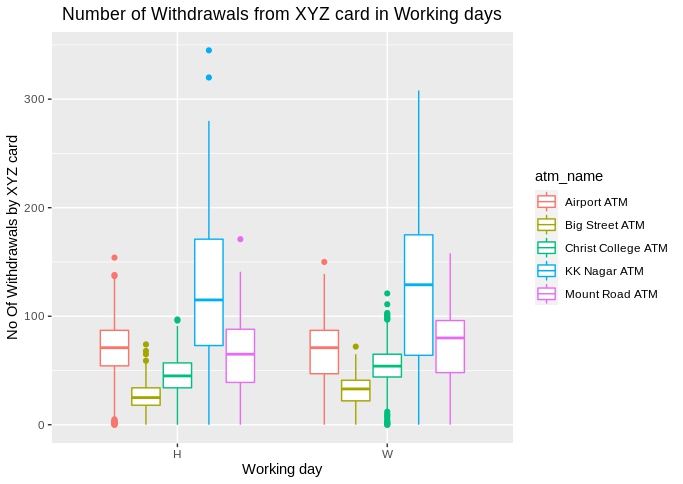 Number of Withdrawals from XYZ card in Working days
No Of Withdrawals by XYZ card
300
200
100
0
H
W
Working day
atm_name
Airport ATM
Big Street ATM
Christ College ATM
KK Nagar ATM
Mount Road ATM